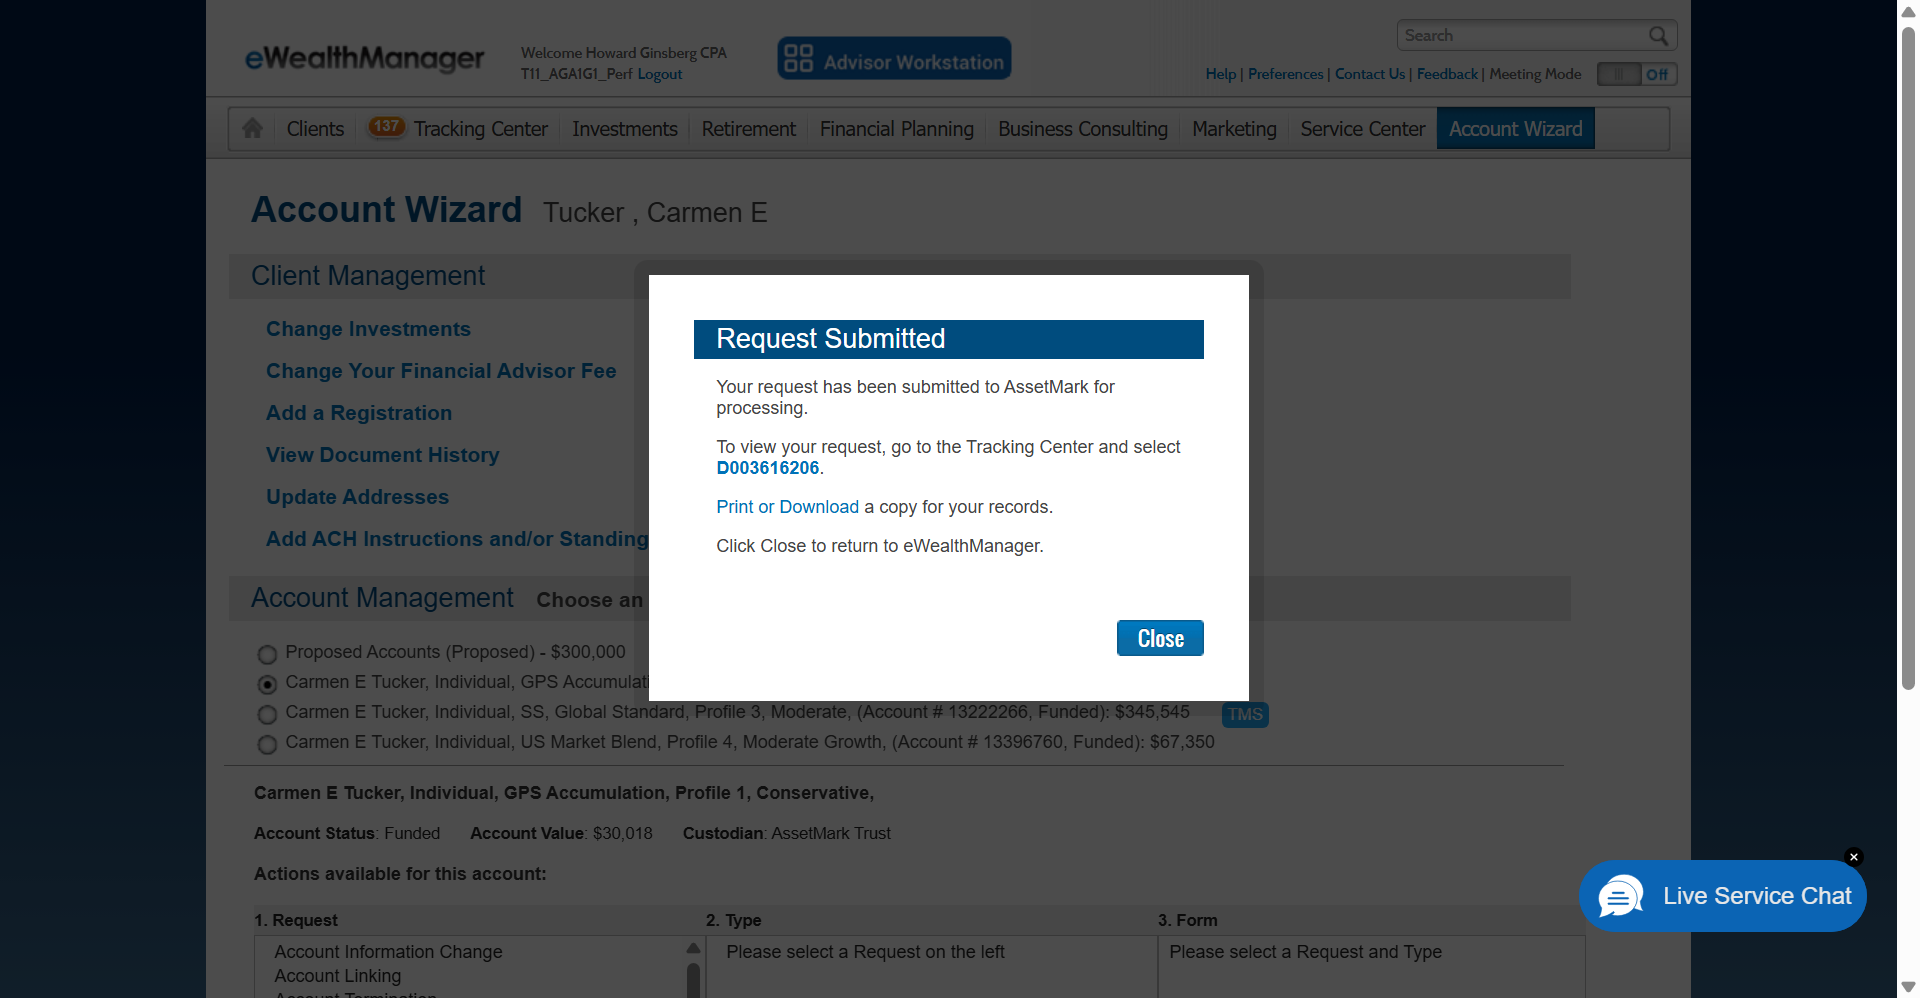 eWealthManager
Welcome Howard Ginsberg CPA
T11_AGA1G1_Perf Logout
Advisor Workstation
Search
Help | Preferences | Contact Us | Feedback | Meeting Mode
Off
Clients
137 Tracking Center
Investments
Retirement
Financial Planning
Business Consulting
Marketing
Service Center
Account Wizard
Account Wizard Tucker , Carmen E
Client Management
Change Investments
Change Your Financial Advisor Fee
Add a Registration
View Document History
Update Addresses
Add ACH Instructions and/or Standing
Account Management Choose an
Proposed Accounts (Proposed) - $300,000
Carmen E Tucker, Individual, GPS Accumulati
Carmen E Tucker, Individual, SS, Global Standard, Profile 3, Moderate, (Account # 13222266, Funded): $345,545 TMS
Carmen E Tucker, Individual, US Market Blend, Profile 4, Moderate Growth, (Account # 13396760, Funded): $67,350
Request Submitted
Your request has been submitted to AssetMark for
processing.
To view your request, go to the Tracking Center and select
D003616206.
Print or Download a copy for your records.
Click Close to return to eWealthManager.
Close
Carmen E Tucker, Individual, GPS Accumulation, Profile 1, Conservative,
Account Status: Funded Account Value: $30,018 Custodian: AssetMark Trust
Actions available for this account:
1. Request
Account Information Change
Account Linking
Account Termination
2. Type
Please select a Request on the left
3. Form
Please select a Request and Type
Live Service Chat